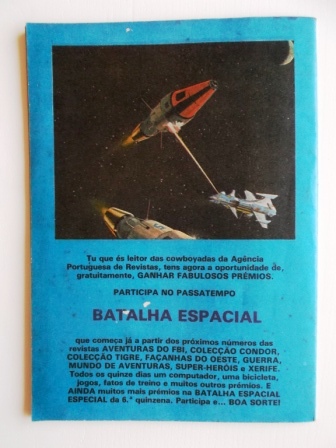 Tu que és leitor das cowboyadas da Agência
Portuguesa de Revistas, tens agora a oportunidade de,
gratuitamente, GANHAR FABULOSOS PRÉMIOS.
PARTICIPA NO PASSATEMPO
BATALHA ESPACIAL
que começa já a partir dos próximos números das
revistas AVENTURAS DO FBI, COLECÇÃO CONDOR,
COLECÇÃO TIGRE, FAÇANHAS DO OESTE, GUERRA,
MUNDO DE AVENTURAS, SUPER-HERÓIS e XERIFE.
Todos os quinze dias um computador, uma bicicleta,
jogos, fatos de treino e muitos outros prémios. E
AINDA muitos mais prémios na BATALHA ESPACIAL
ESPECIAL da 6.ª quinzena. Participa e... BOA SORTE!